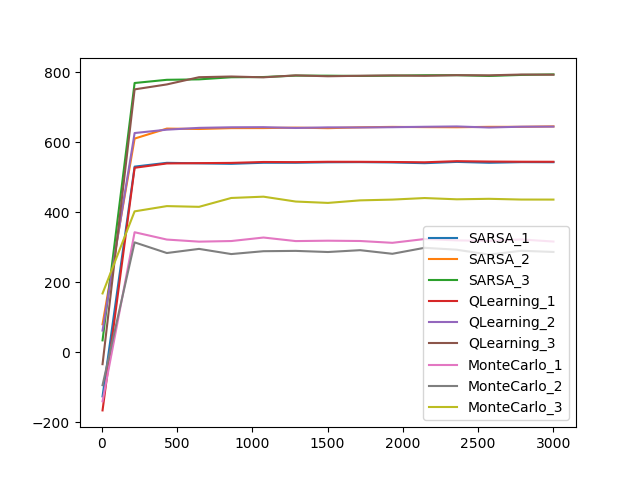 800
600
400
200
0
−200
0
500
1000
1500
2000
2500
3000
SARSA_1
SARSA_2
SARSA_3
QLearning_1
QLearning_2
QLearning_3
MonteCarlo_1
MonteCarlo_2
MonteCarlo_3